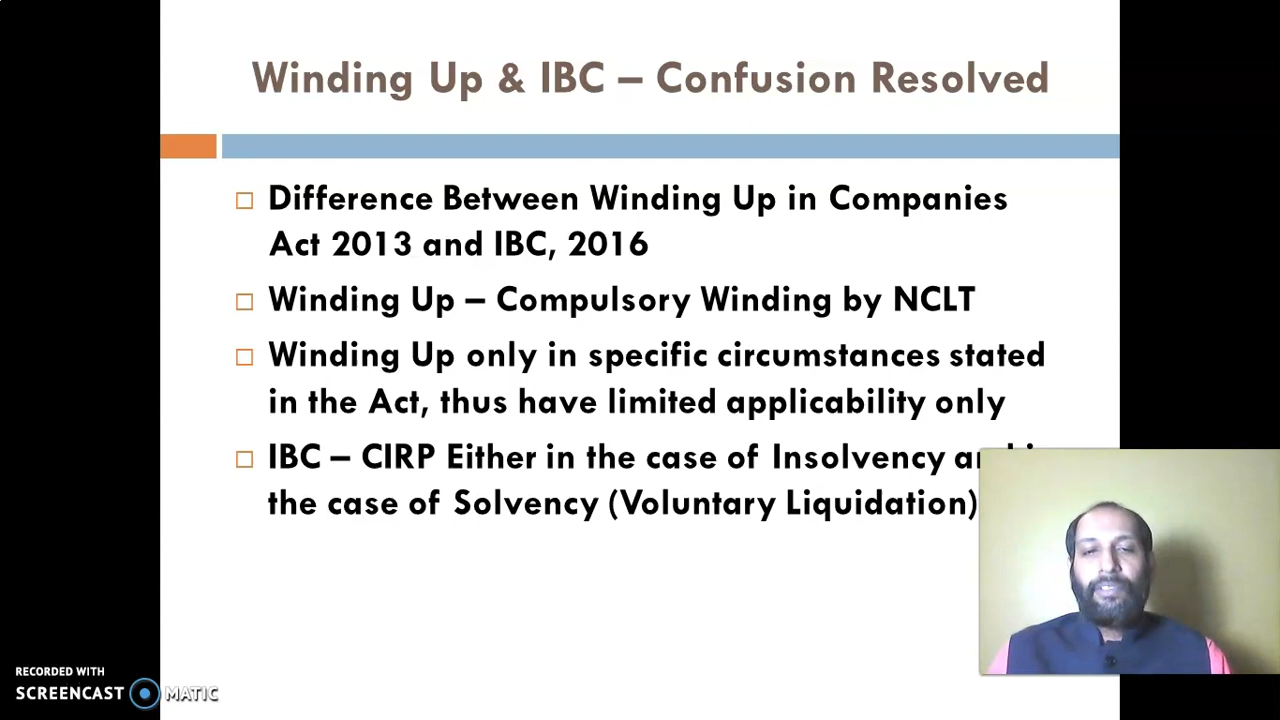 Winding Up & IBC – Confusion Resolved
Difference Between Winding Up in Companies
Act 2013 and IBC, 2016
Winding Up – Compulsory Winding by NCLT
Winding Up only in specific circumstances stated
in the Act, thus have limited applicability only
IBC – CIRP Either in the case of Insolvency
the case of Solvency (Voluntary Liquidation)
RECORDED WITH
SCREENCAST MATIC